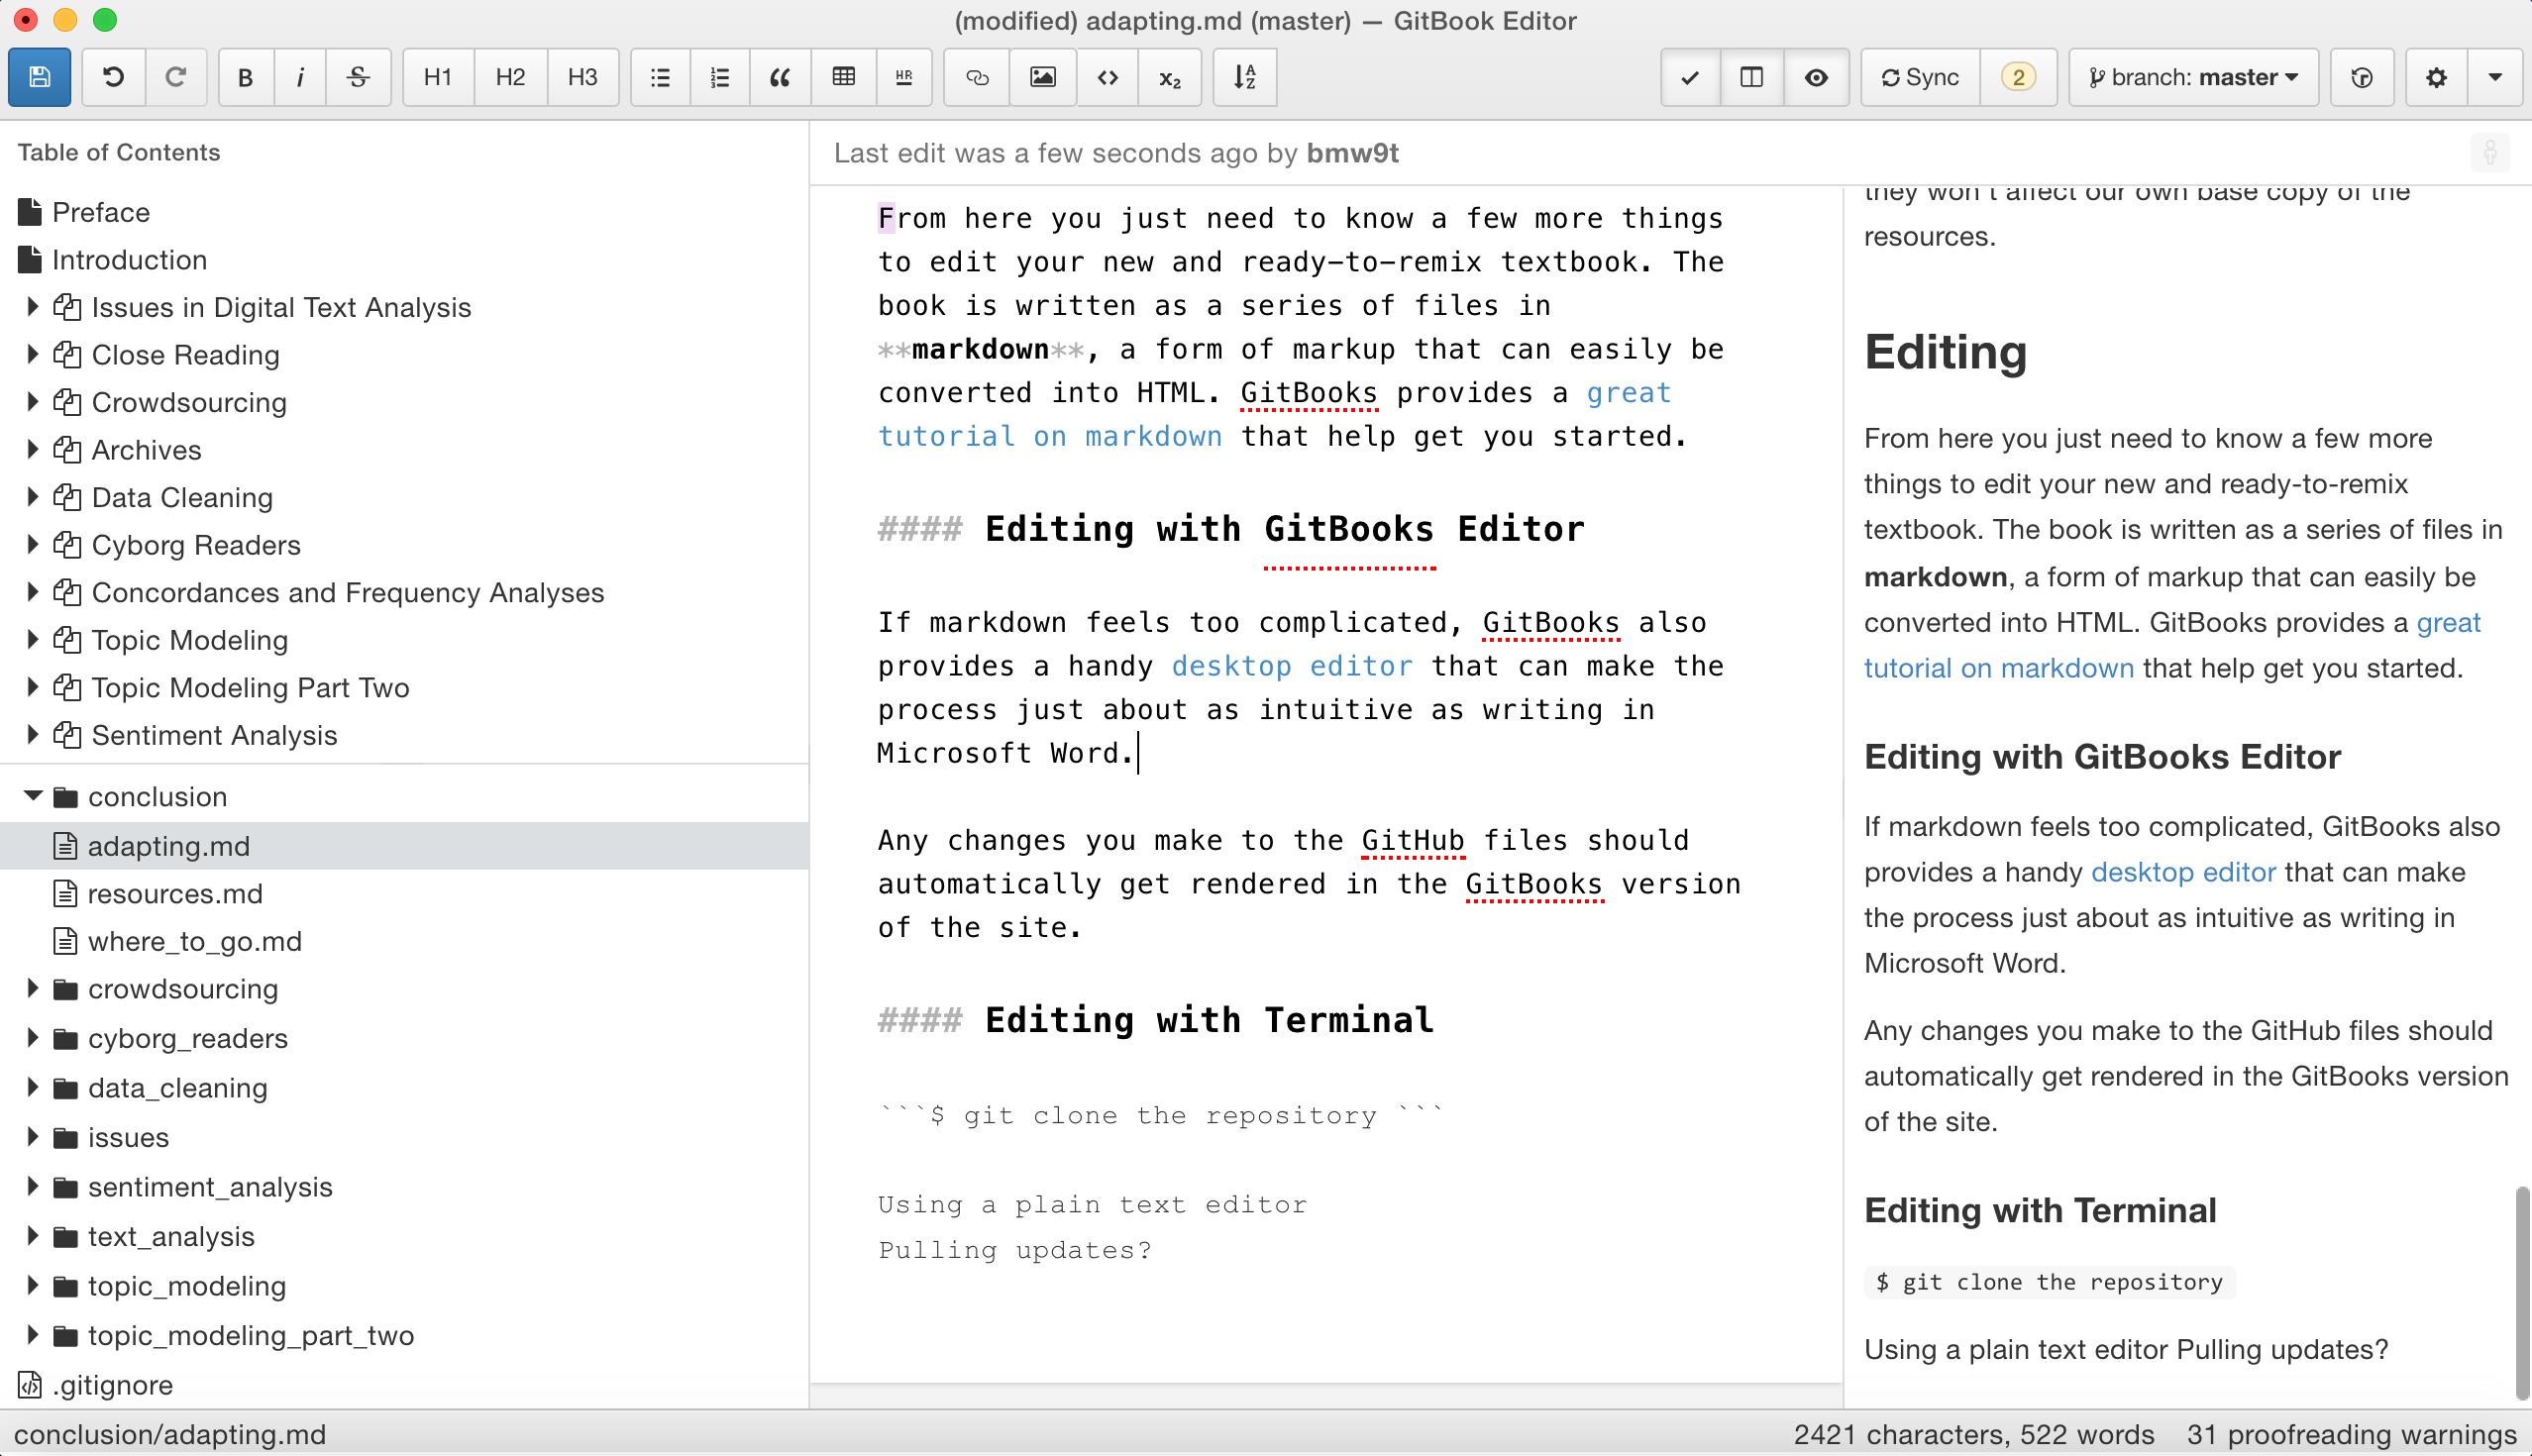 (modified) adapting.md (master) — GitBook Editor
B i S H1 H2 H3 HR x2 AZ Sync 2 branch: master
Table of Contents
Preface
Introduction
Issues in Digital Text Analysis
Close Reading
Crowdsourcing
Archives
Data Cleaning
Cyborg Readers
Concordances and Frequency Analyses
Topic Modeling
Topic Modeling Part Two
Sentiment Analysis
conclusion
adapting.md
resources.md
where_to_go.md
crowdsourcing
cyborg_readers
data_cleaning
issues
sentiment_analysis
text_analysis
topic_modeling
topic_modeling_part_two
.gitignore
Last edit was a few seconds ago by bmw9t
From here you just need to know a few more things
to edit your new and ready-to-remix textbook. The
book is written as a series of files in
**markdown**, a form of markup that can easily be
converted into HTML. GitBooks provides a great
tutorial on markdown that help get you started.
#### Editing with GitBooks Editor
If markdown feels too complicated, GitBooks also
provides a handy desktop editor that can make the
process just about as intuitive as writing in
Microsoft Word.
Any changes you make to the GitHub files should
automatically get rendered in the GitBooks version
of the site.
#### Editing with Terminal
```$ git clone the repository ```
Using a plain text editor
Pulling updates?
they won't affect our own base copy of the
resources.
Editing
From here you just need to know a few more
things to edit your new and ready-to-remix
textbook. The book is written as a series of files in
markdown, a form of markup that can easily be
converted into HTML. GitBooks provides a great
tutorial on markdown that help get you started.
Editing with GitBooks Editor
If markdown feels too complicated, GitBooks also
provides a handy desktop editor that can make
the process just about as intuitive as writing in
Microsoft Word.
Any changes you make to the GitHub files should
automatically get rendered in the GitBooks version
of the site.
Editing with Terminal
$ git clone the repository
Using a plain text editor Pulling updates?
conclusion/adapting.md
2421 characters, 522 words 31 proofreading warnings